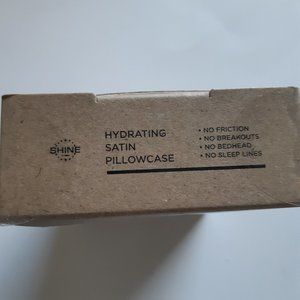 SHINE
HYDRATING
SATIN
PILLOWCASE
• NO FRICTION
• NO BREAKOUTS
• NO BEDHEAD
• NO SLEEP LINES